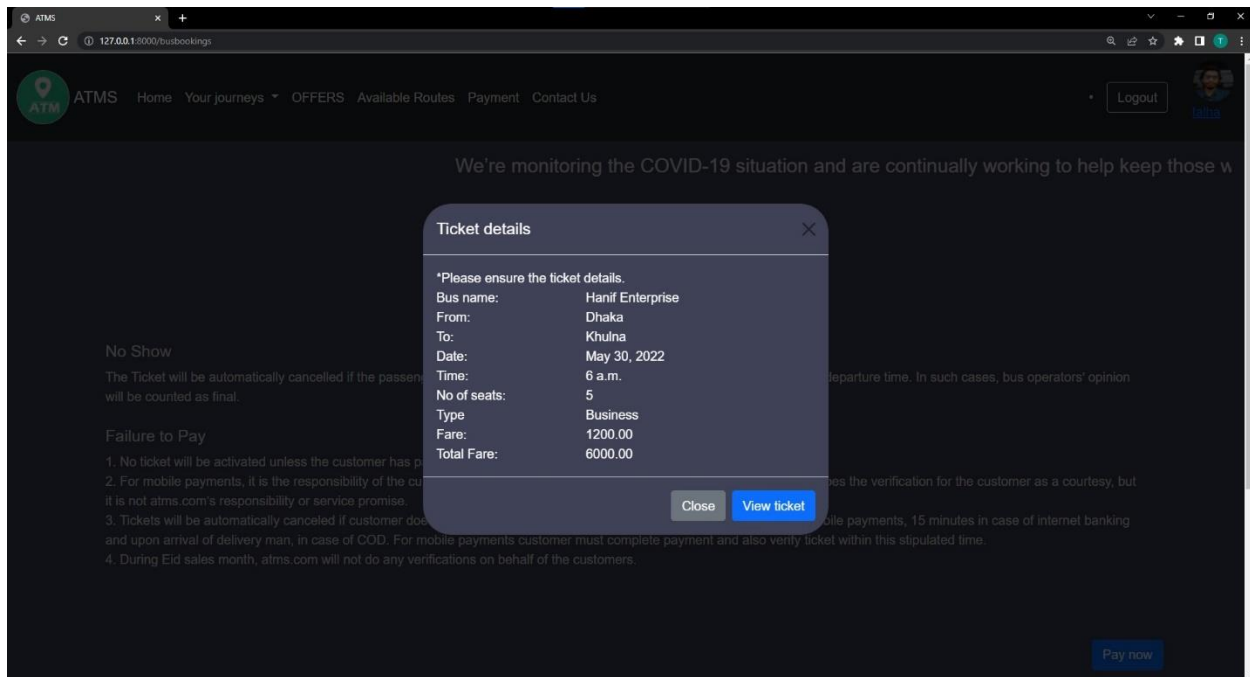 ATMS
127.0.0.1:8000/busbookings
T
ATM
ATMS Home Your journeys OFFERS Available Routes Payment Contact Us
Logout
talha
We're monitoring the COVID-19 situation and are continually working to help keep those w
Ticket details
*Please ensure the ticket details.
Bus name: Hanif Enterprise
From: Dhaka
To: Khulna
Date: May 30, 2022
Time: 6 a.m.
No of seats: 5
Type Business
Fare: 1200.00
Total Fare: 6000.00
Close View ticket
No Show
The Ticket will be automatically cancelled if the passen departure time. In such cases, bus operators' opinion
will be counted as final.
Failure to Pay
1. No ticket will be activated unless the customer has p
2. For mobile payments, it is the responsibility of the cu the verification for the customer as a courtesy, but
it is not atms.com's responsibility or service promise.
3. Tickets will be automatically canceled if customer doe payments, 15 minutes in case of internet banking
and upon arrival of delivery man, in case of COD. For mobile payments customer must complete payment and also verify ticket within this stipulated time.
4. During Eid sales month, atms.com will not do any verifications on behalf of the customers.
Pay now